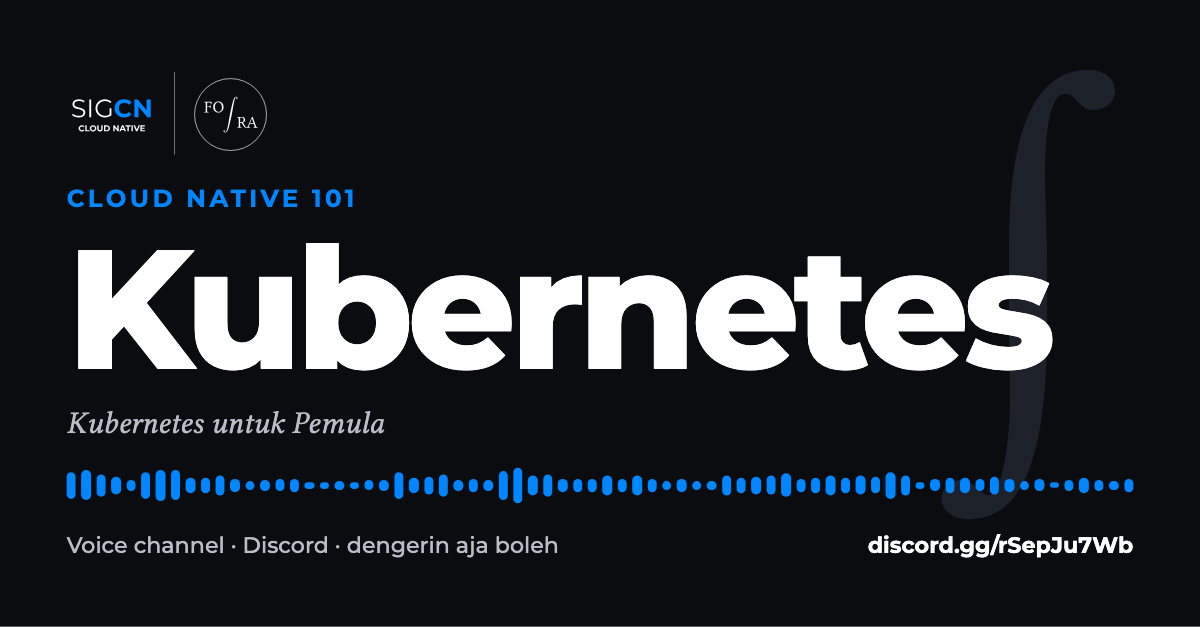 SIGCN
CLOUD NATIVE
FO
RA
CLOUD NATIVE 101
Kubernetes
Kubernetes untuk Pemula
Voice channel · Discord · dengerin aja boleh
discord.gg/rSepJu7Wb